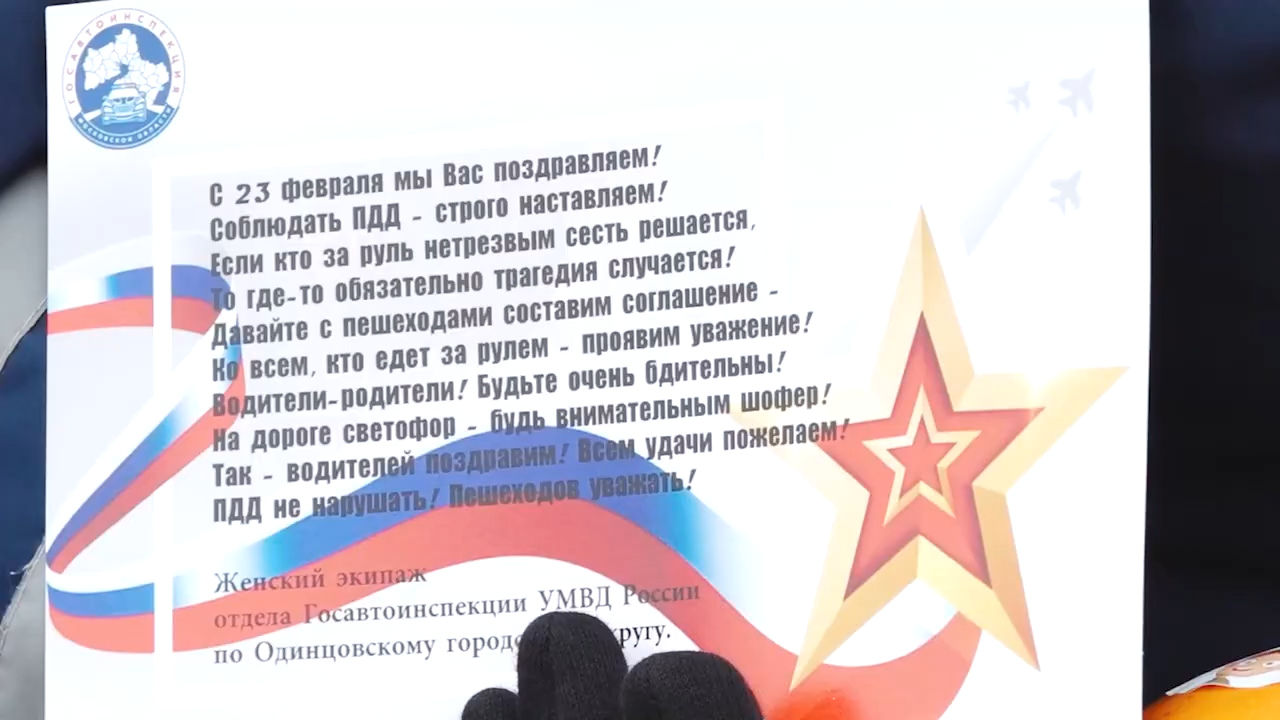 ГОСАВТОИНСПЕКЦИЯ
МОСКОВСКОЙ ОБЛАСТИ
С 23 февраля мы Вас поздравляем!
Соблюдать ПДД - строго наставляем!
Если кто за руль нетрезвым сесть решается,
То где-то обязательно трагедия случается!
Давайте с пешеходами составим соглашение -
Ко всем, кто едет за рулем - проявим уважение!
Водители-родители! Будьте очень бдительны!
На дороге светофор - будь внимательным шофер!
Так - водителей поздравим! Всем удачи пожелаем!
ПДД не нарушать! Пешеходов уважать!
Женский экипаж
отдела Госавтоинспекции УМВД России
по Одинцовскому